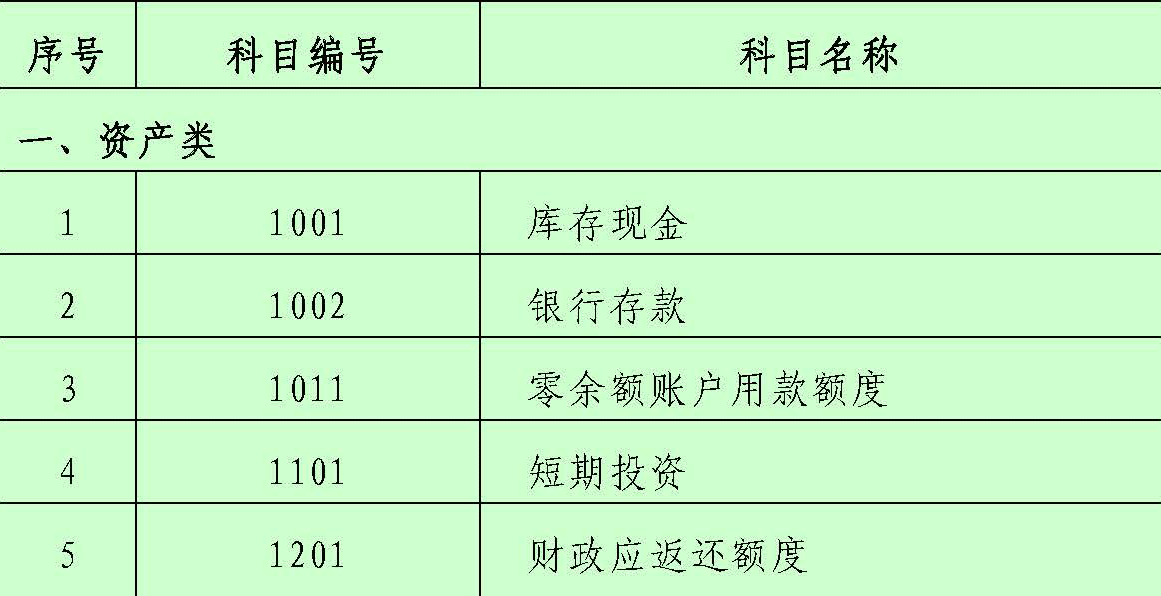 序号 科目编号 科目名称
一、资产类
1 1001 库存现金
2 1002 银行存款
3 1011 零余额账户用款额度
4 1101 短期投资
5 1201 财政应返还额度